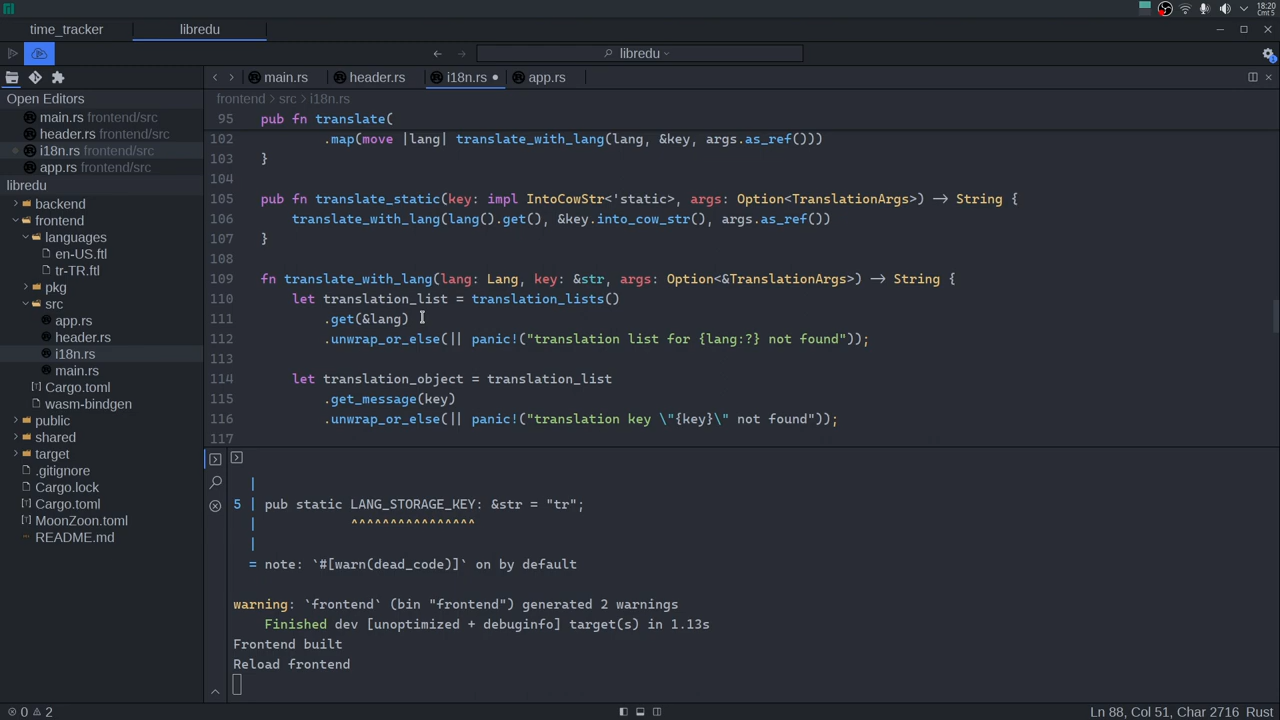 18:20
Cmt 5
time_tracker
libredu
libredu
main.rs
header.rs
i18n.rs
app.rs
Open Editors
main.rs frontend/src
header.rs frontend/src
i18n.rs frontend/src
app.rs frontend/src
libredu
backend
frontend
languages
en-US.ftl
tr-TR.ftl
pkg
src
app.rs
header.rs
i18n.rs
main.rs
Cargo.toml
wasm-bindgen
public
shared
target
.gitignore
Cargo.lock
Cargo.toml
MoonZoon.toml
README.md
frontend › src › i18n.rs
95 pub fn translate(
102 .map(move |lang| translate_with_lang(lang, &key, args.as_ref()))
103 }
104
105 pub fn translate_static(key: impl IntoCowStr<'static>, args: Option<TranslationArgs>) -> String {
106 translate_with_lang(lang().get(), &key.into_cow_str(), args.as_ref())
107 }
108
109 fn translate_with_lang(lang: Lang, key: &str, args: Option<&TranslationArgs>) -> String {
110 let translation_list = translation_lists()
111 .get(&lang)
112 .unwrap_or_else(|| panic!("translation list for {lang:?} not found"));
113
114 let translation_object = translation_list
115 .get_message(key)
116 .unwrap_or_else(|| panic!("translation key \"{key}\" not found"));
117
|
5 | pub static LANG_STORAGE_KEY: &str = "tr";
| ^^^^^^^^^^^^^^^^
|
= note: `#[warn(dead_code)]` on by default
warning: `frontend` (bin "frontend") generated 2 warnings
Finished dev [unoptimized + debuginfo] target(s) in 1.13s
Frontend built
Reload frontend
0 2
Ln 88, Col 51, Char 2716 Rust